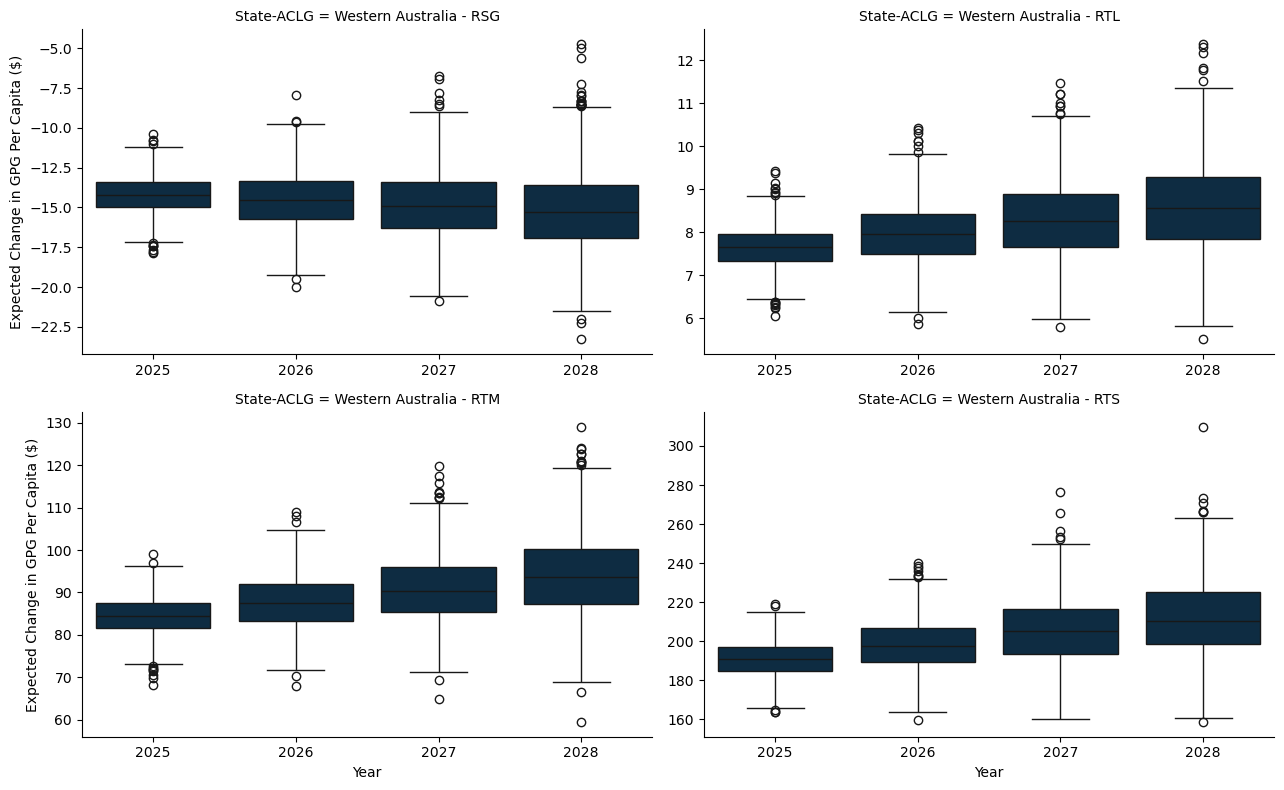 State-ACLG = Western Australia - RSG
Expected Change in GPG Per Capita ($)
−5.0
−7.5
−10.0
−12.5
−15.0
−17.5
−20.0
−22.5
2025 2026 2027 2028
State-ACLG = Western Australia - RTL
12
11
10
9
8
7
6
2025 2026 2027 2028
State-ACLG = Western Australia - RTM
Expected Change in GPG Per Capita ($)
130
120
110
100
90
80
70
60
2025 2026 2027 2028
Year
State-ACLG = Western Australia - RTS
300
280
260
240
220
200
180
160
2025 2026 2027 2028
Year